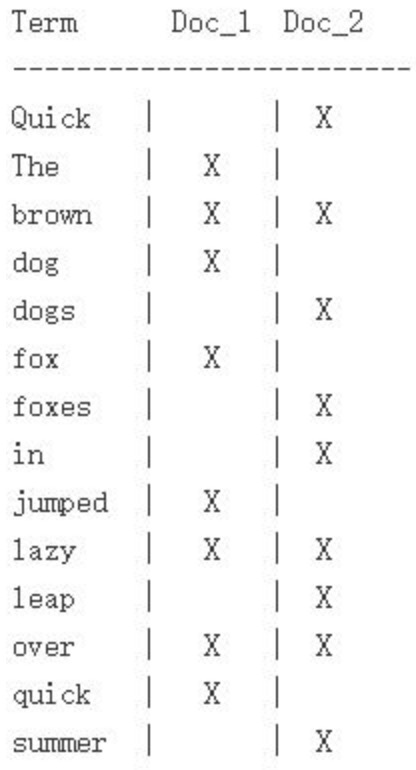 Term      Doc_1  Doc_2
-------------------------
Quick   |       |  X
The     |   X   |
brown   |   X   |  X
dog     |   X   |
dogs    |       |  X
fox     |   X   |
foxes   |       |  X
in      |       |  X
jumped  |   X   |
lazy    |   X   |  X
leap    |       |  X
over    |   X   |  X
quick   |   X   |
summer  |       |  X